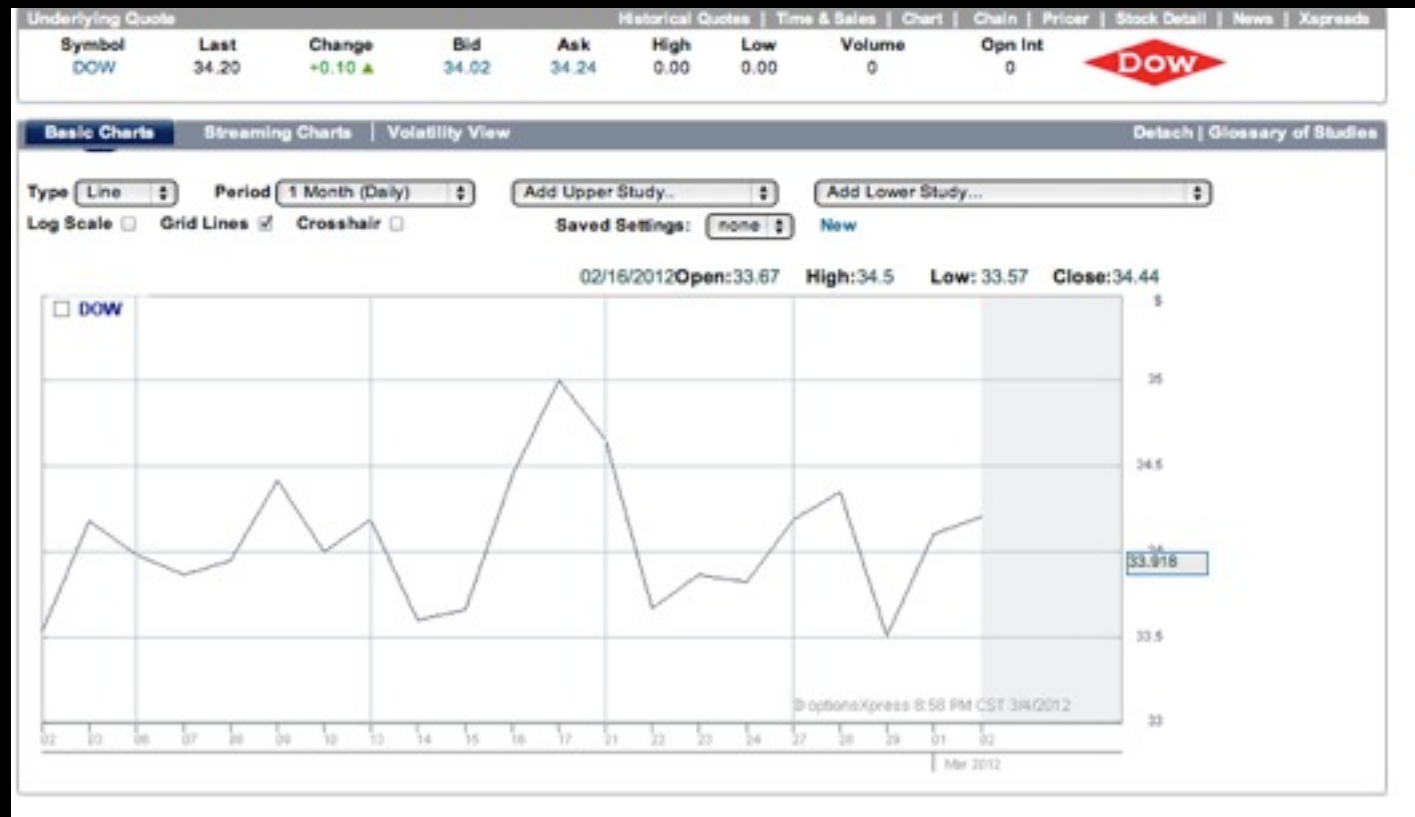 Underlying Quote Historical Quotes | Time & Sales | Chart | Chain | Pricer | Stock Detail | News | Xspreads
Symbol Last Change Bid Ask High Low Volume Opn Int
DOW 34.20 +0.10 ▲ 34.02 34.24 0.00 0.00 0 0 DOW
Basic Charts Streaming Charts | Volatility View Detach | Glossary of Studies
Type Line Period 1 Month (Daily) Add Upper Study.. Add Lower Study...
Log Scale Grid Lines Crosshair Saved Settings: none New
02/16/2012 Open:33.67 High:34.5 Low: 33.57 Close:34.44
DOW $
35
34.5
34
33.918
33.5
© optionsXpress 8:58 PM CST 3/4/2012
33
02 03 06 07 08 09 10 13 14 15 16 17 21 22 23 24 27 28 29 01 02
Mar 2012